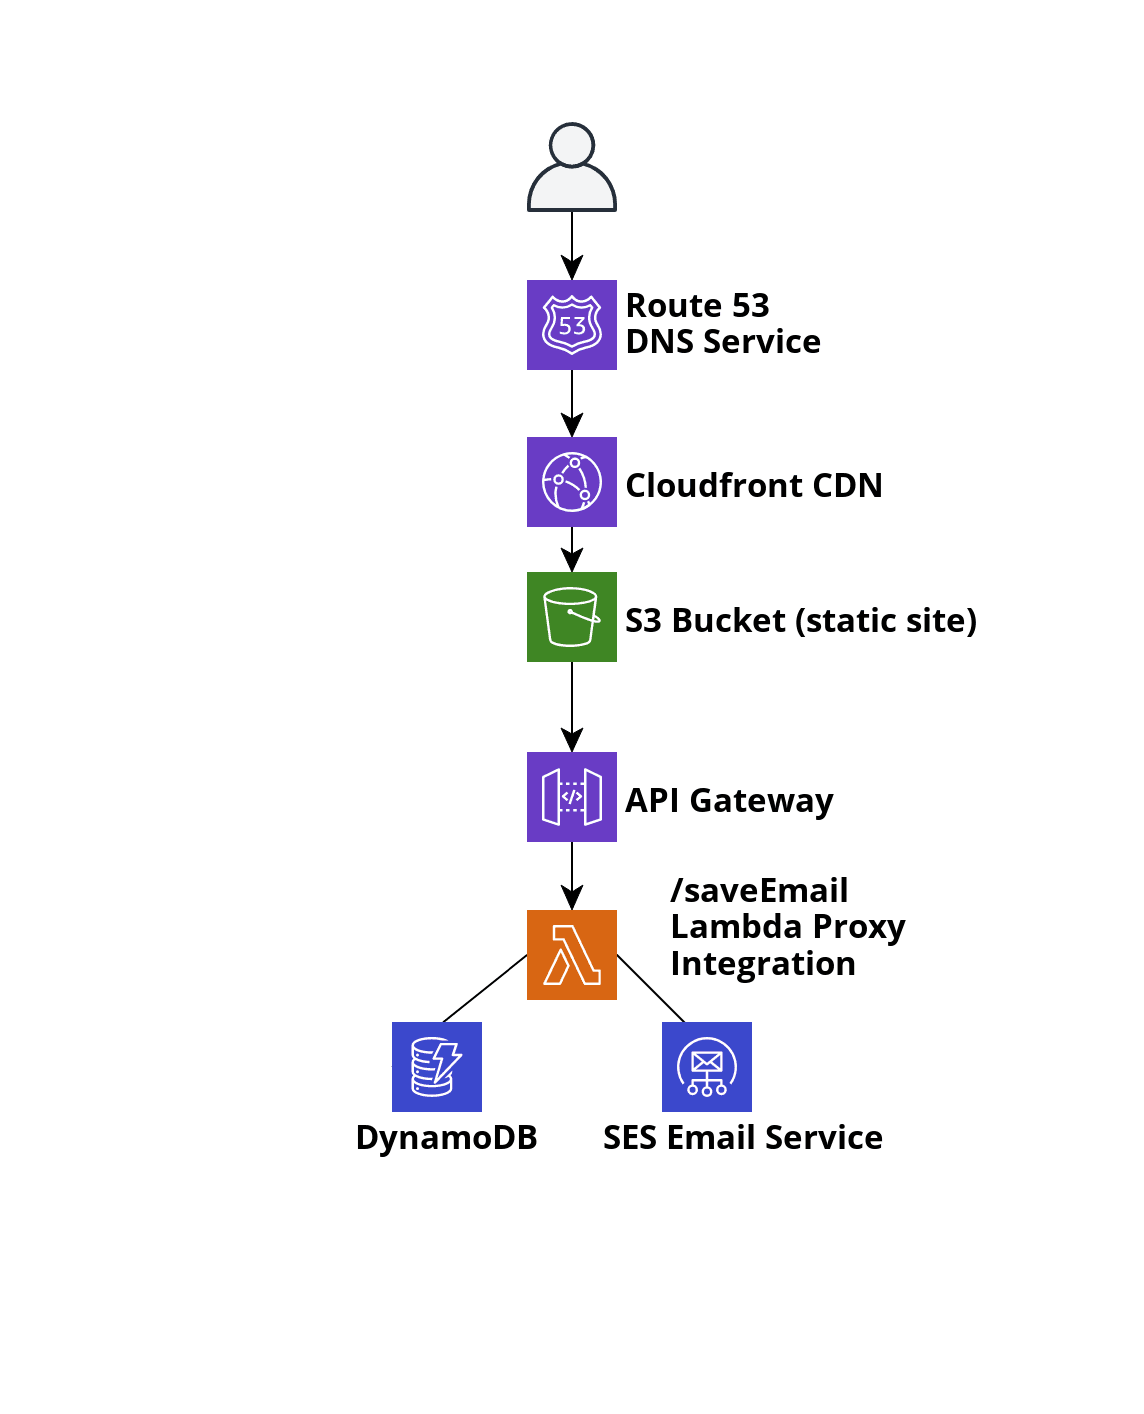 53
Route 53
DNS Service
Cloudfront CDN
S3 Bucket (static site)
</>
API Gateway
/saveEmail
Lambda Proxy
Integration
DynamoDB
SES Email Service